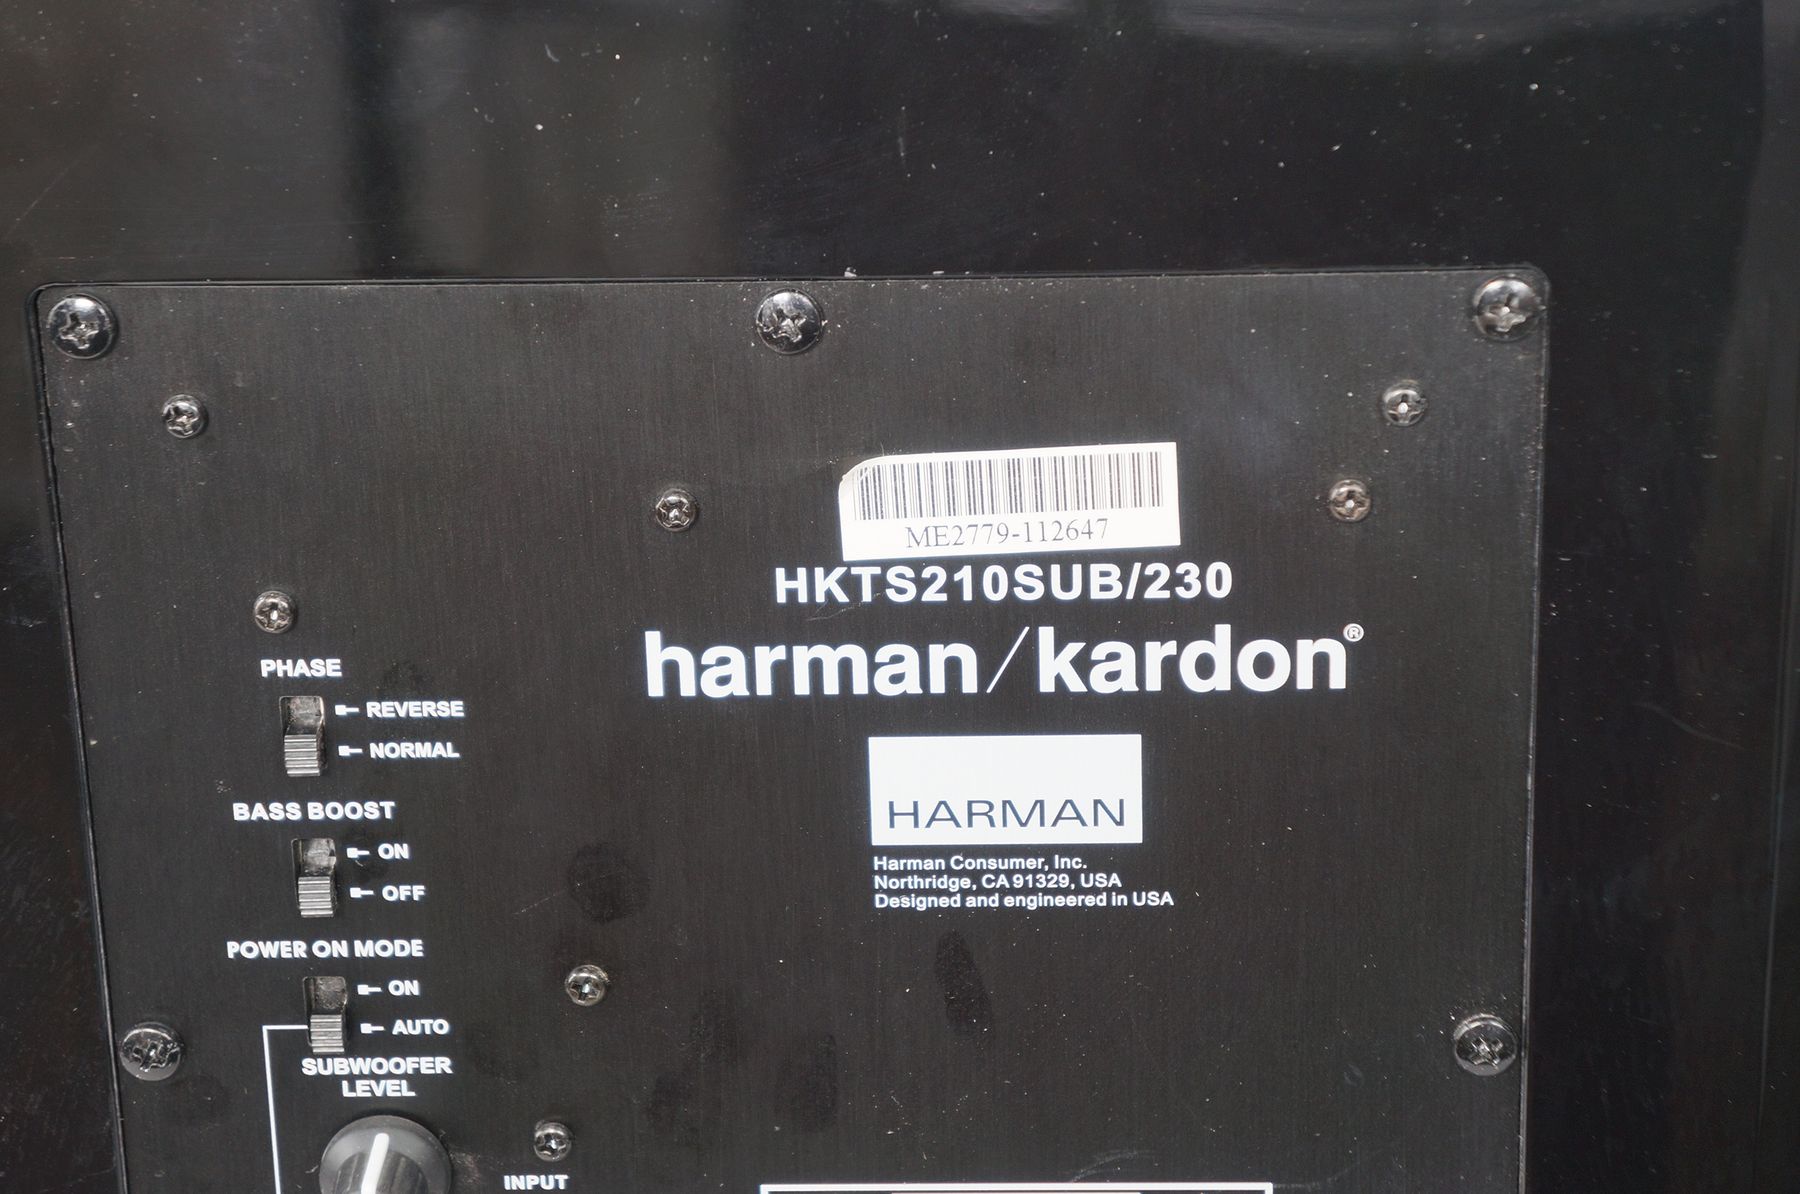 ME2779-112647
HKTS210SUB/230
harman/kardon®
HARMAN
Harman Consumer, Inc.
Northridge, CA 91329, USA
Designed and engineered in USA
PHASE
REVERSE
NORMAL
BASS BOOST
ON
OFF
POWER ON MODE
ON
AUTO
SUBWOOFER
LEVEL
INPUT